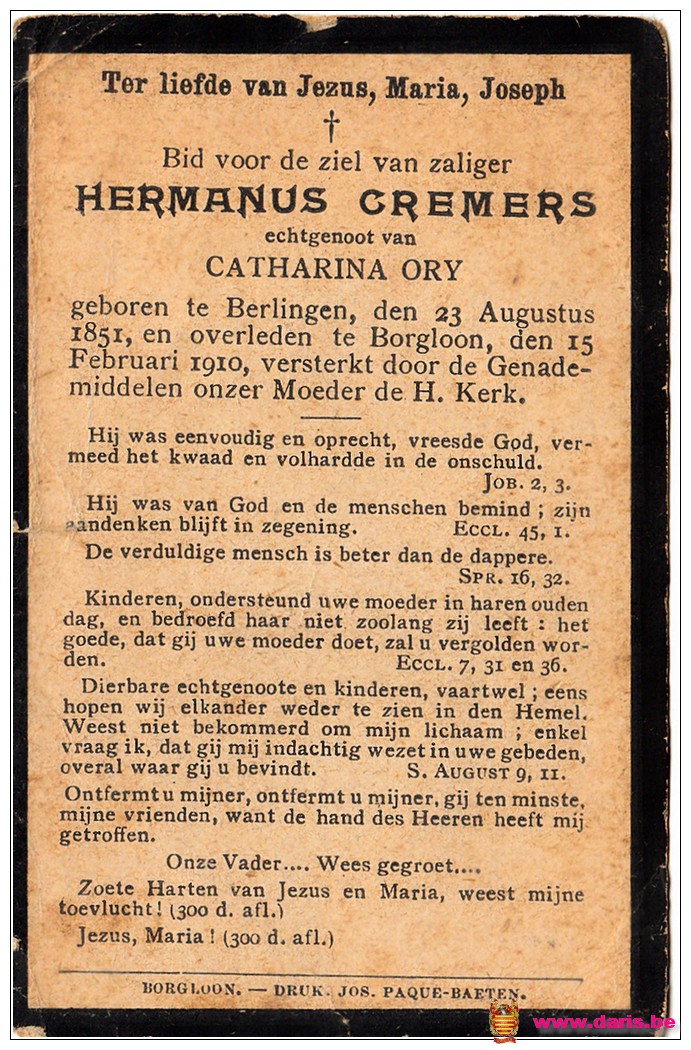 Ter liefde van Jezus, Maria, Joseph
†
Bid voor de ziel van zaliger
HERMANUS CREMERS
echtgenoot van
CATHARINA ORY
geboren te Berlingen, den 23 Augustus
1851, en overleden te Borgloon, den 15
Februari 1910, versterkt door de Genade-
middelen onzer Moeder de H. Kerk.
Hij was eenvoudig en oprecht, vreesde God, ver-
meed het kwaad en volhardde in de onschuld.
JOB. 2, 3.
Hij was van God en de menschen bemind ; zijn
aandenken blijft in zegening. ECCL. 45, 1.
De verduldige mensch is beter dan de dappere.
SPR. 16, 32.
Kinderen, ondersteund uwe moeder in haren ouden
dag, en bedroefd haar niet zoolang zij leeft : het
goede, dat gij uwe moeder doet, zal u vergolden wor-
den. ECCL. 7, 31 en 36.
Dierbare echtgenoote en kinderen, vaartwel ; eens
hopen wij elkander weder te zien in den Hemel.
Weest niet bekommerd om mijn lichaam ; enkel
vraag ik, dat gij mij indachtig wezet in uwe gebeden,
overal waar gij u bevindt. S. AUGUST 9, 11.
Ontfermt u mijner, ontfermt u mijner, gij ten minste,
mijne vrienden, want de hand des Heeren heeft mij
getroffen.
Onze Vader.... Wees gegroet....
Zoete Harten van Jezus en Maria, weest mijne
toevlucht! (300 d. afl.)
Jezus, Maria ! (300 d. afl.)
BORGLOON. — DRUK. JOS. PAQUE-BAETEN.
www.daris.be